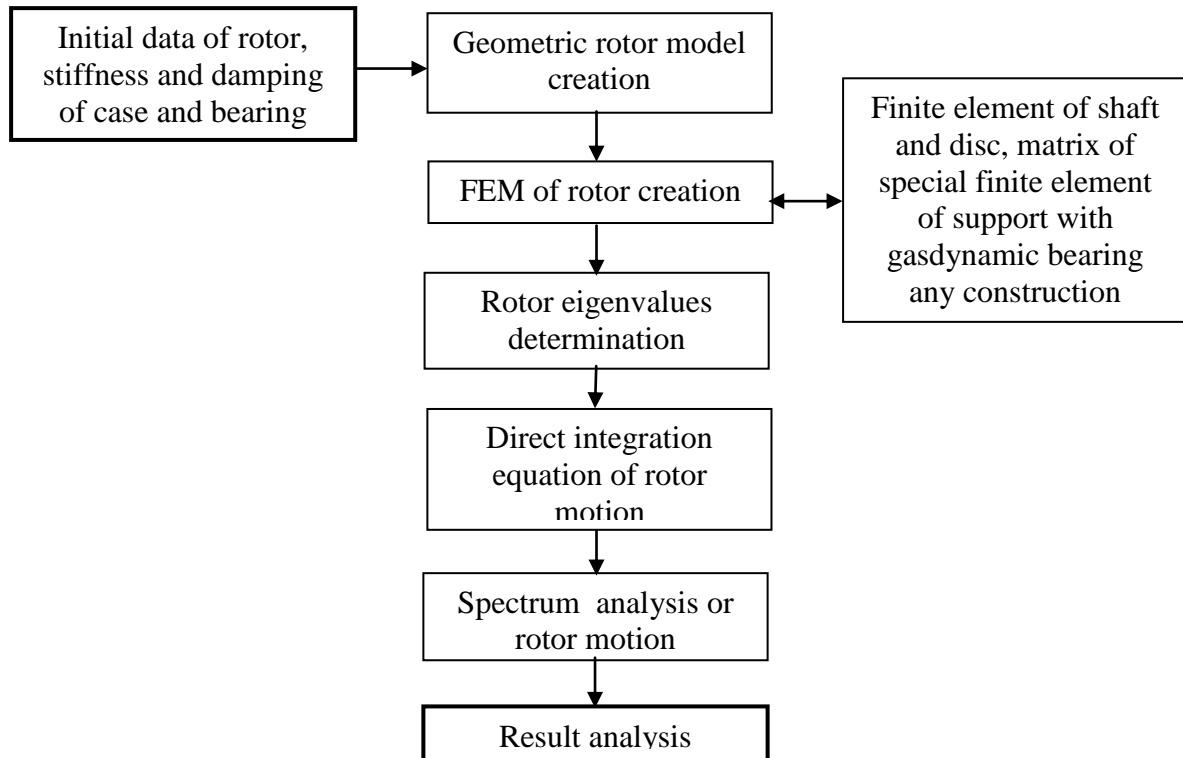 Initial data of rotor,
stiffness and damping
of case and bearing
Geometric rotor model
creation
Finite element of shaft
and disc, matrix of
special finite element
of support with
gasdynamic bearing
any construction
FEM of rotor creation
Rotor eigenvalues
determination
Direct integration
equation of rotor
motion
Spectrum analysis or
rotor motion
Result analysis